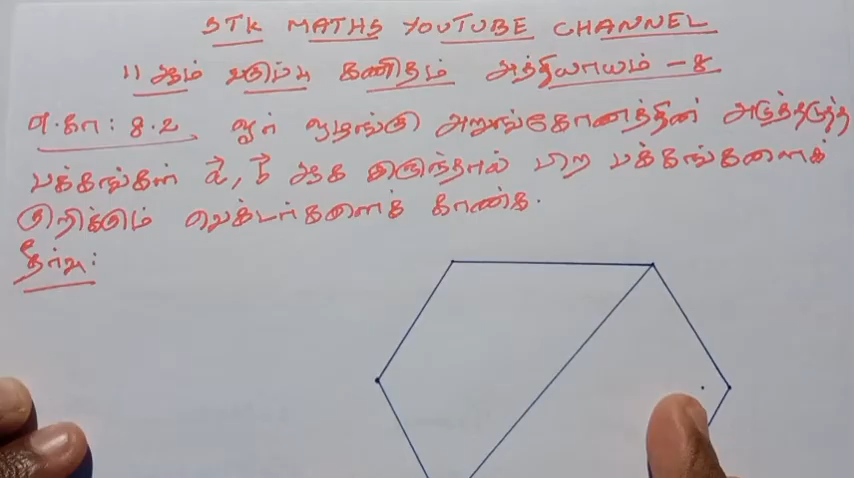 STK MATHS YOUTUBE CHANNEL
11 ஆம் வகுப்பு கணிதம் அத்தியாயம் - 8
எ.கா : 8.2 ஓர் ஒழுங்கு அறுங்கோணத்தின் அடுத்தடுத்த
பக்கங்கள் a⃗, b⃗ ஆக இருந்தால் பிற பக்கங்களைக்
குறிக்கும் வெக்டர்களைக் காண்க.
தீர்வு: